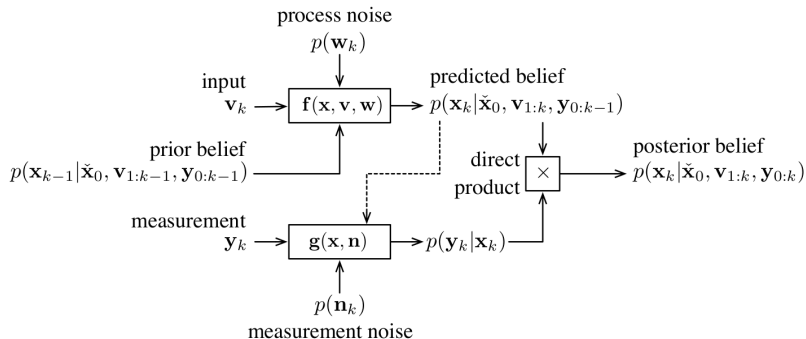 process noise
p(w_k)
input
v_k
f(x, v, w)
predicted belief
p(x_k|x̌_0, v_{1:k}, y_{0:k−1})
prior belief
p(x_{k−1}|x̌_0, v_{1:k−1}, y_{0:k−1})
direct
product
×
posterior belief
p(x_k|x̌_0, v_{1:k}, y_{0:k})
measurement
y_k
g(x, n)
p(y_k|x_k)
p(n_k)
measurement noise